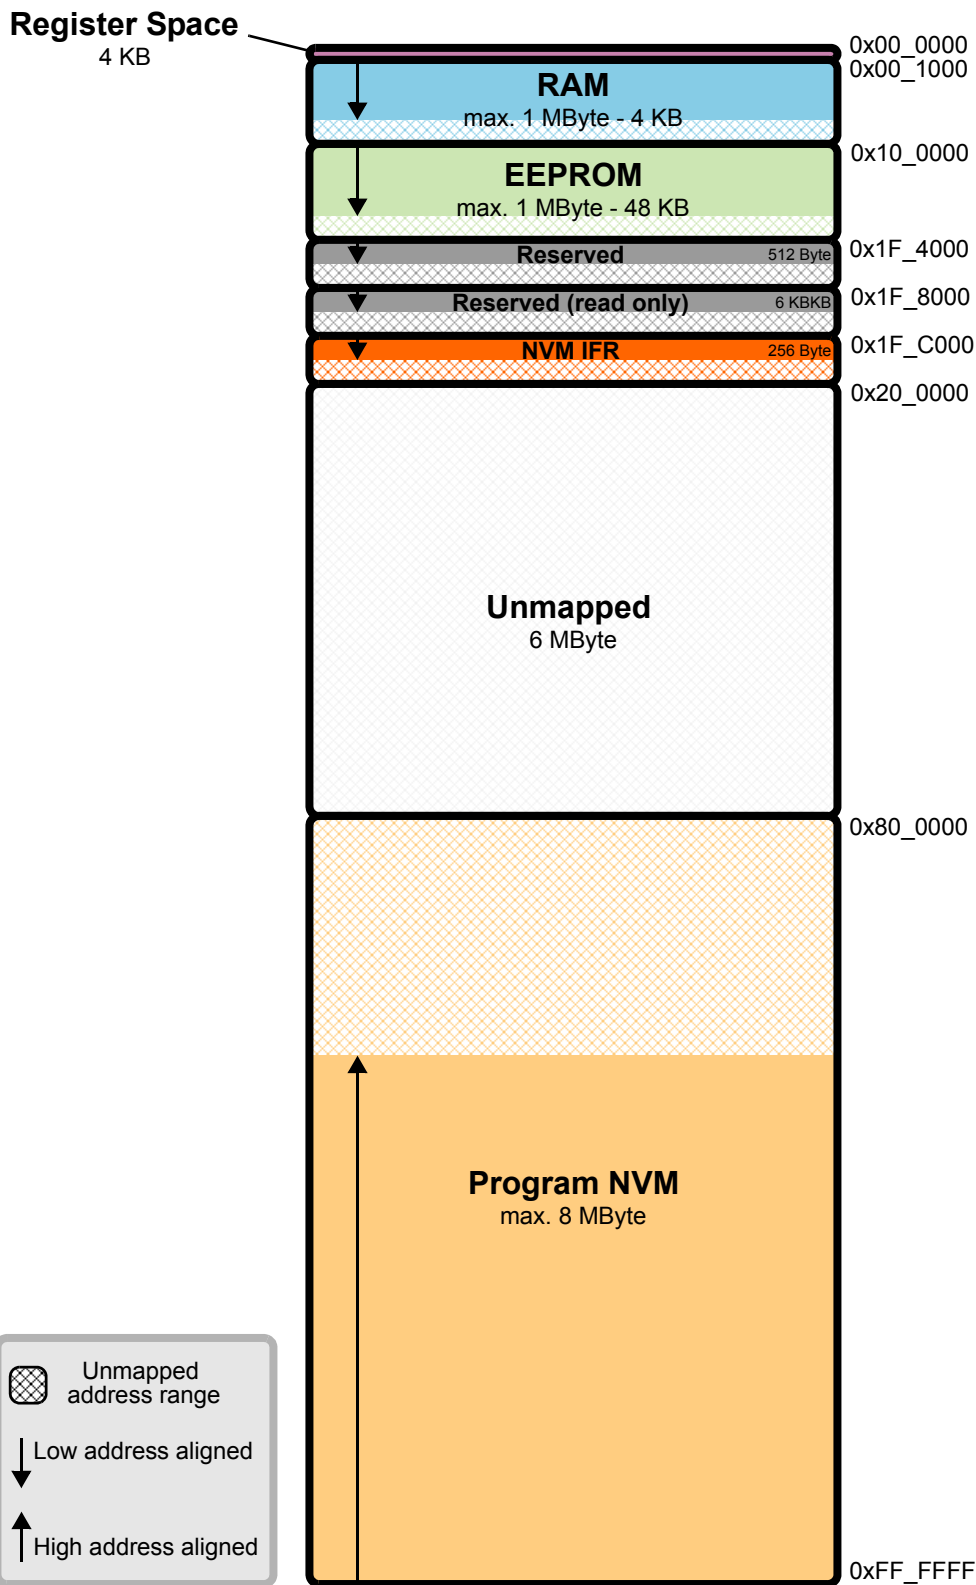 Register Space
4 KB
0x00_0000
0x00_1000
RAM
max. 1 MByte - 4 KB
0x10_0000
EEPROM
max. 1 MByte - 48 KB
0x1F_4000
Reserved
512 Byte
0x1F_8000
Reserved (read only)
6 KBKB
0x1F_C000
NVM IFR
256 Byte
0x20_0000
Unmapped
6 MByte
0x80_0000
Program NVM
max. 8 MByte
Unmapped
address range
Low address aligned
High address aligned
0xFF_FFFF